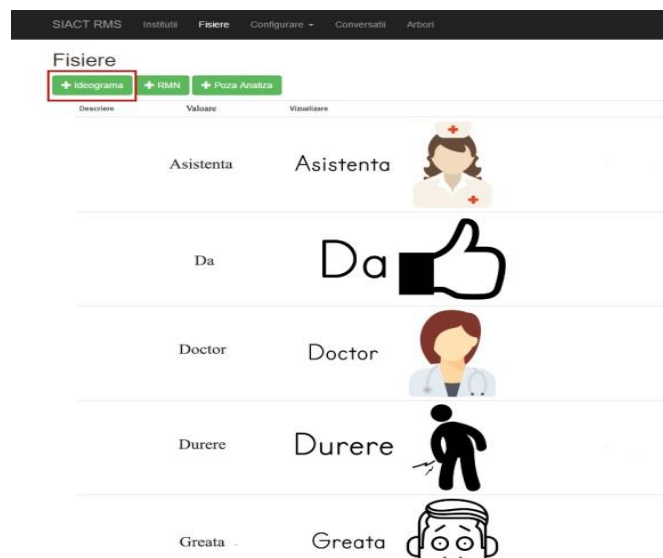 SIACT RMS Institutii Fisiere Configurare Conversatii Arbori
Fisiere
+ Ideograma + RMN + Poza Analiza
Descriere Valoare Vizualizare
Asistenta Asistenta
Da Da
Doctor Doctor
Durere Durere
Greata Greata